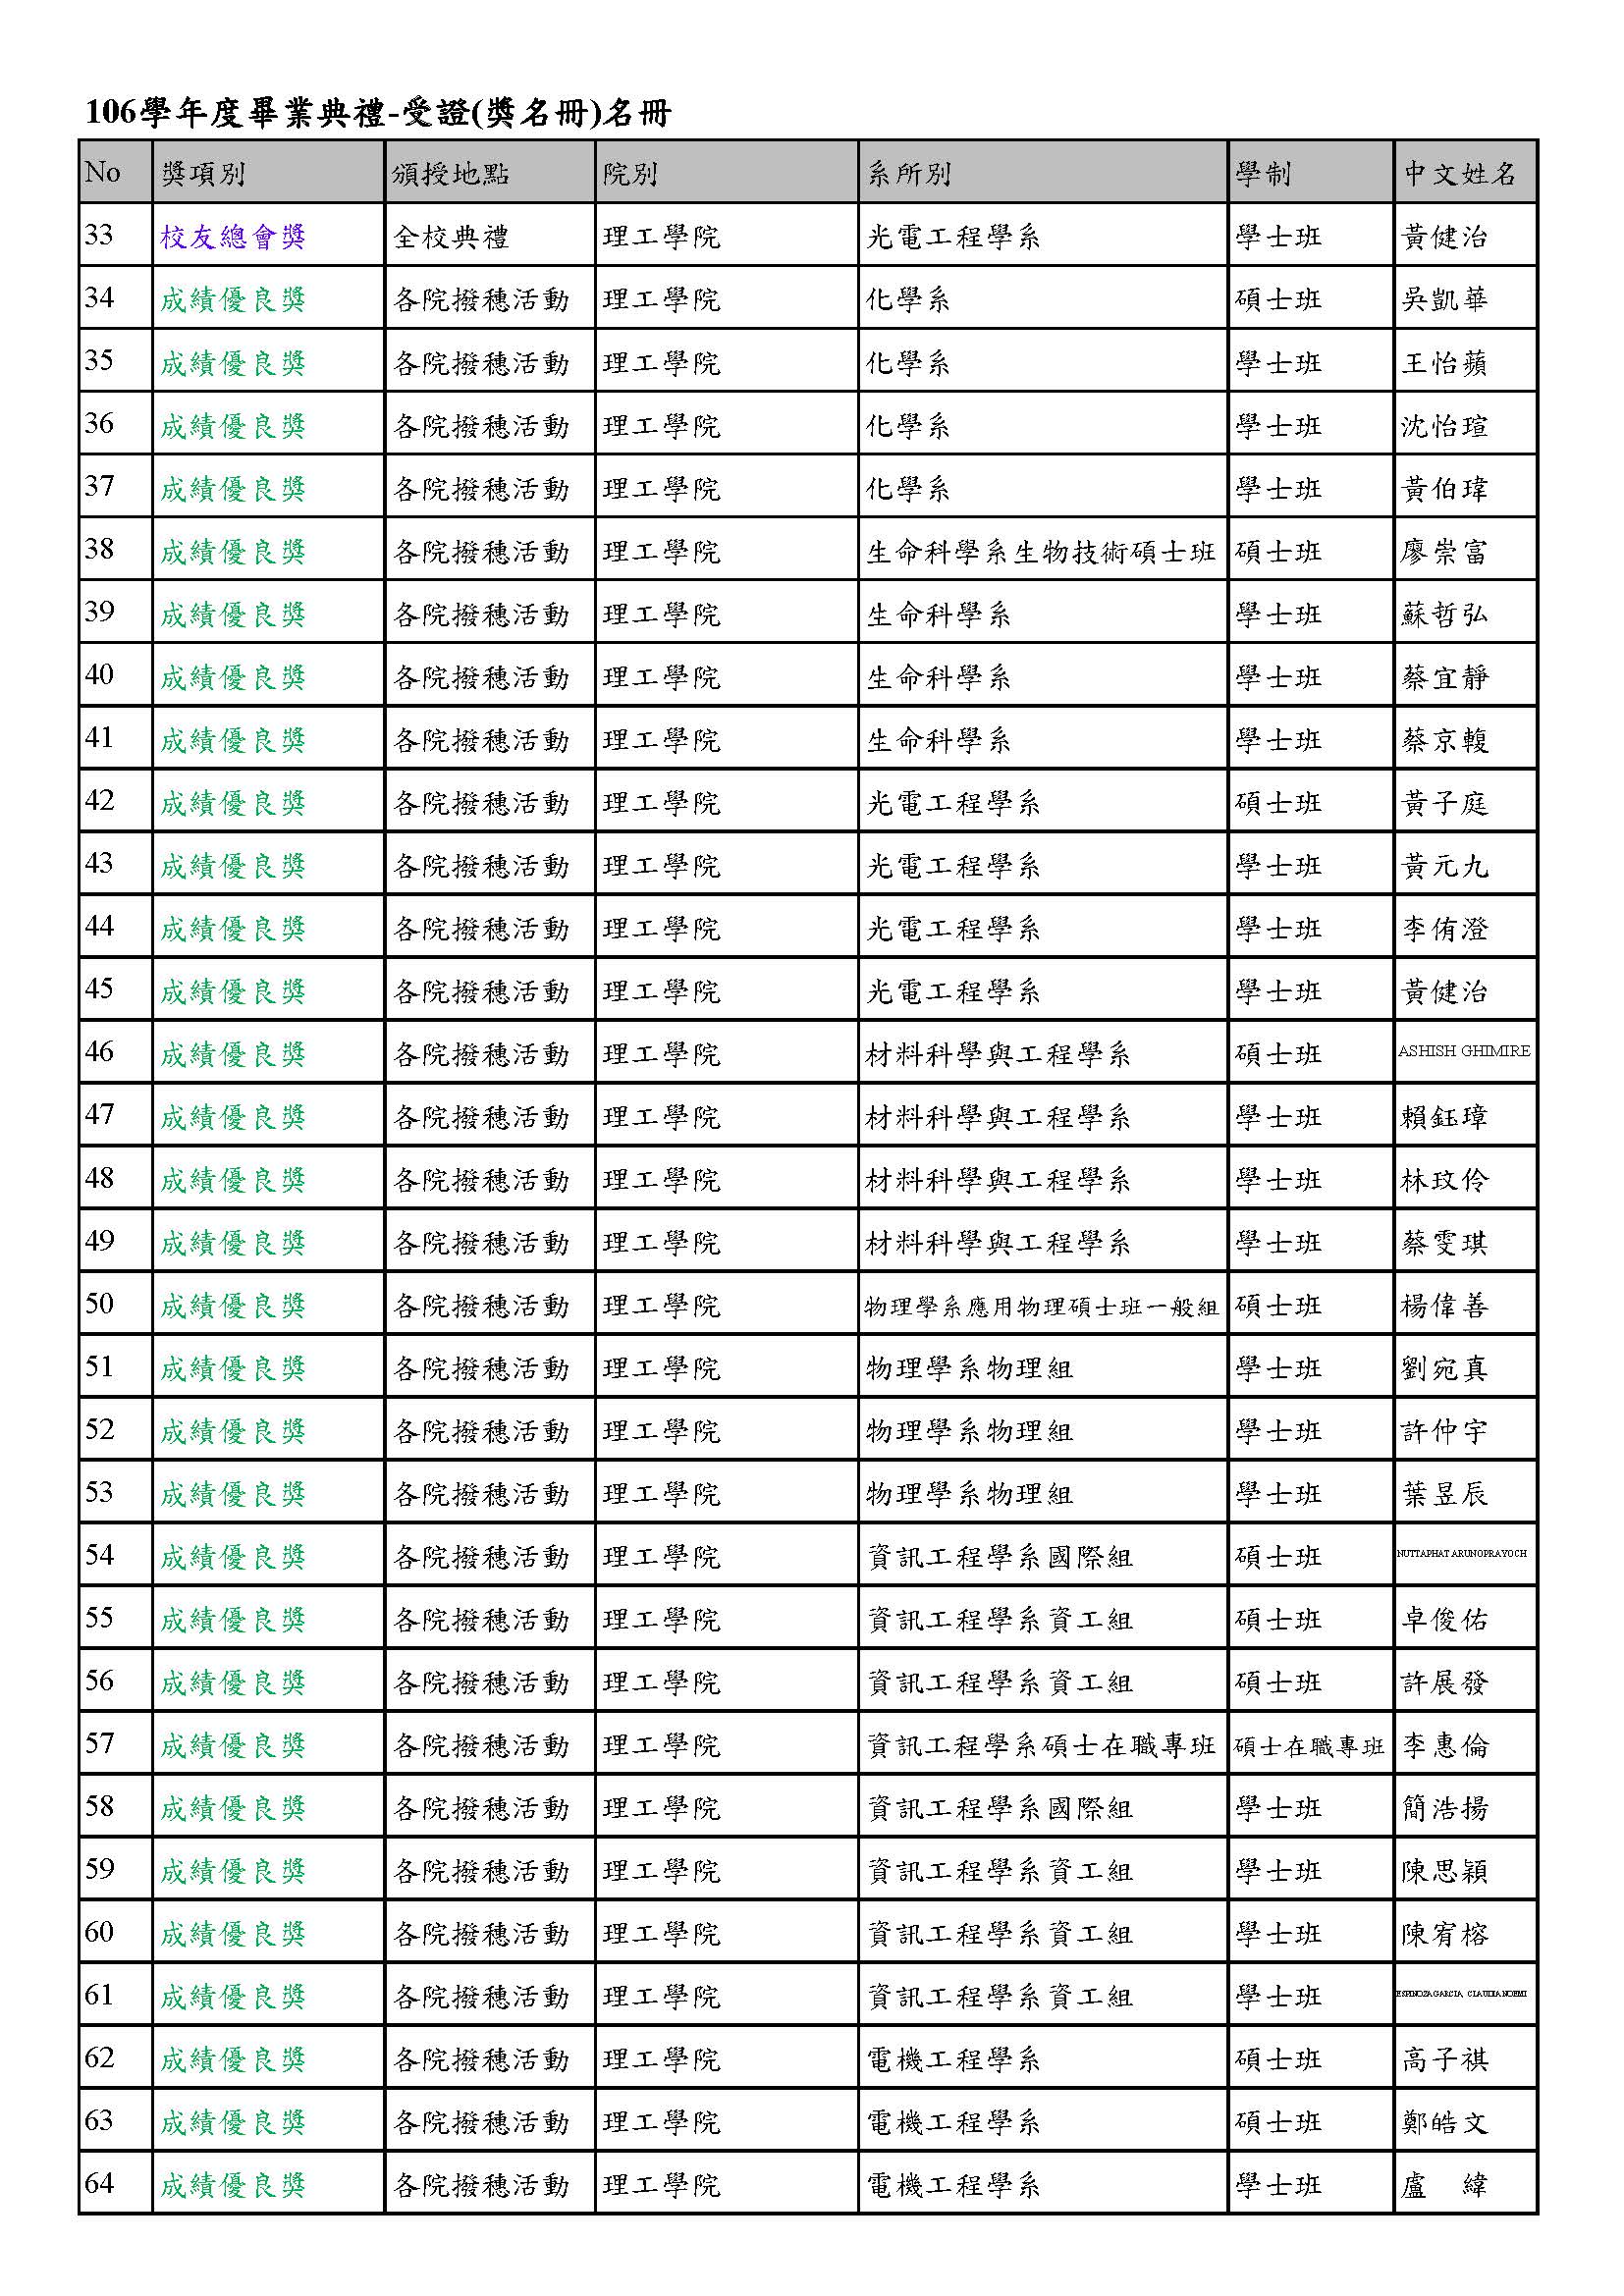 106學年度畢業典禮-受證(獎名冊)名冊
No 獎項別 頒授地點 院別 系所別 學制 中文姓名
33 校友總會獎 全校典禮 理工學院 光電工程學系 學士班 黃健治
34 成績優良獎 各院撥穗活動 理工學院 化學系 碩士班 吳凱華
35 成績優良獎 各院撥穗活動 理工學院 化學系 學士班 王怡蘋
36 成績優良獎 各院撥穗活動 理工學院 化學系 學士班 沈怡瑄
37 成績優良獎 各院撥穗活動 理工學院 化學系 學士班 黃伯瑋
38 成績優良獎 各院撥穗活動 理工學院 生命科學系生物技術碩士班 碩士班 廖崇富
39 成績優良獎 各院撥穗活動 理工學院 生命科學系 學士班 蘇哲弘
40 成績優良獎 各院撥穗活動 理工學院 生命科學系 學士班 蔡宜靜
41 成績優良獎 各院撥穗活動 理工學院 生命科學系 學士班 蔡京輹
42 成績優良獎 各院撥穗活動 理工學院 光電工程學系 碩士班 黃子庭
43 成績優良獎 各院撥穗活動 理工學院 光電工程學系 學士班 黃元九
44 成績優良獎 各院撥穗活動 理工學院 光電工程學系 學士班 李侑澄
45 成績優良獎 各院撥穗活動 理工學院 光電工程學系 學士班 黃健治
46 成績優良獎 各院撥穗活動 理工學院 材料科學與工程學系 碩士班 ASHISH GHIMIRE
47 成績優良獎 各院撥穗活動 理工學院 材料科學與工程學系 學士班 賴鈺璋
48 成績優良獎 各院撥穗活動 理工學院 材料科學與工程學系 學士班 林玟伶
49 成績優良獎 各院撥穗活動 理工學院 材料科學與工程學系 學士班 蔡雯琪
50 成績優良獎 各院撥穗活動 理工學院 物理學系應用物理碩士班一般組 碩士班 楊偉善
51 成績優良獎 各院撥穗活動 理工學院 物理學系物理組 學士班 劉宛真
52 成績優良獎 各院撥穗活動 理工學院 物理學系物理組 學士班 許仲宇
53 成績優良獎 各院撥穗活動 理工學院 物理學系物理組 學士班 葉昱辰
54 成績優良獎 各院撥穗活動 理工學院 資訊工程學系國際組 碩士班 NUTTAPHAT ARUNOPRAYOCH
55 成績優良獎 各院撥穗活動 理工學院 資訊工程學系資工組 碩士班 卓俊佑
56 成績優良獎 各院撥穗活動 理工學院 資訊工程學系資工組 碩士班 許展發
57 成績優良獎 各院撥穗活動 理工學院 資訊工程學系碩士在職專班 碩士在職專班 李惠倫
58 成績優良獎 各院撥穗活動 理工學院 資訊工程學系國際組 學士班 簡浩揚
59 成績優良獎 各院撥穗活動 理工學院 資訊工程學系資工組 學士班 陳思穎
60 成績優良獎 各院撥穗活動 理工學院 資訊工程學系資工組 學士班 陳宥榕
61 成績優良獎 各院撥穗活動 理工學院 資訊工程學系資工組 學士班 ESPINOZA GARCIA, CLAUDIA NOEMI
62 成績優良獎 各院撥穗活動 理工學院 電機工程學系 碩士班 高子祺
63 成績優良獎 各院撥穗活動 理工學院 電機工程學系 碩士班 鄭皓文
64 成績優良獎 各院撥穗活動 理工學院 電機工程學系 學士班 盧 緯